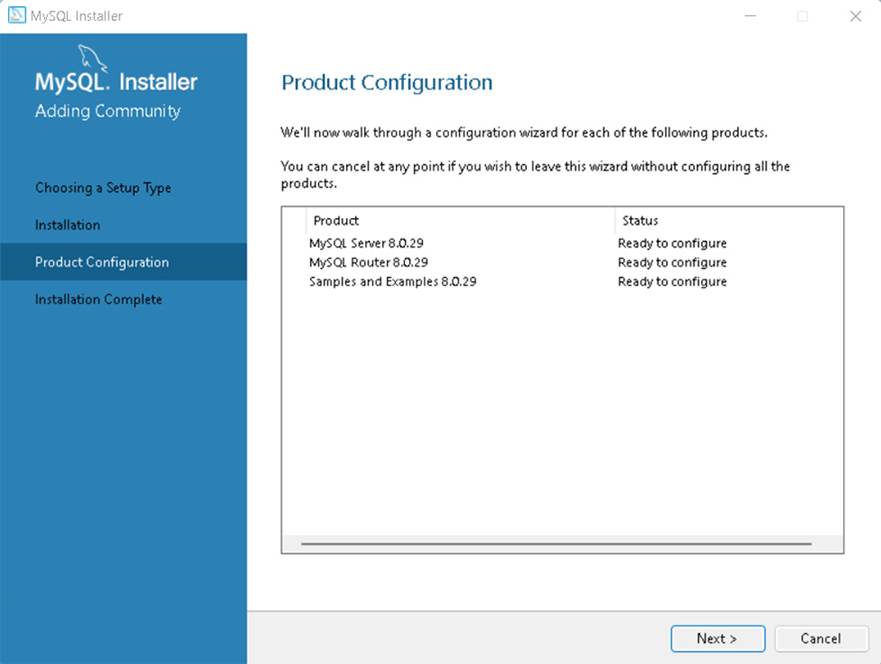 MySQL Installer
MySQL. Installer
Adding Community
Choosing a Setup Type
Installation
Product Configuration
Installation Complete
Product Configuration
We'll now walk through a configuration wizard for each of the following products.
You can cancel at any point if you wish to leave this wizard without configuring all the
products.
Product Status
MySQL Server 8.0.29 Ready to configure
MySQL Router 8.0.29 Ready to configure
Samples and Examples 8.0.29 Ready to configure
Next > Cancel